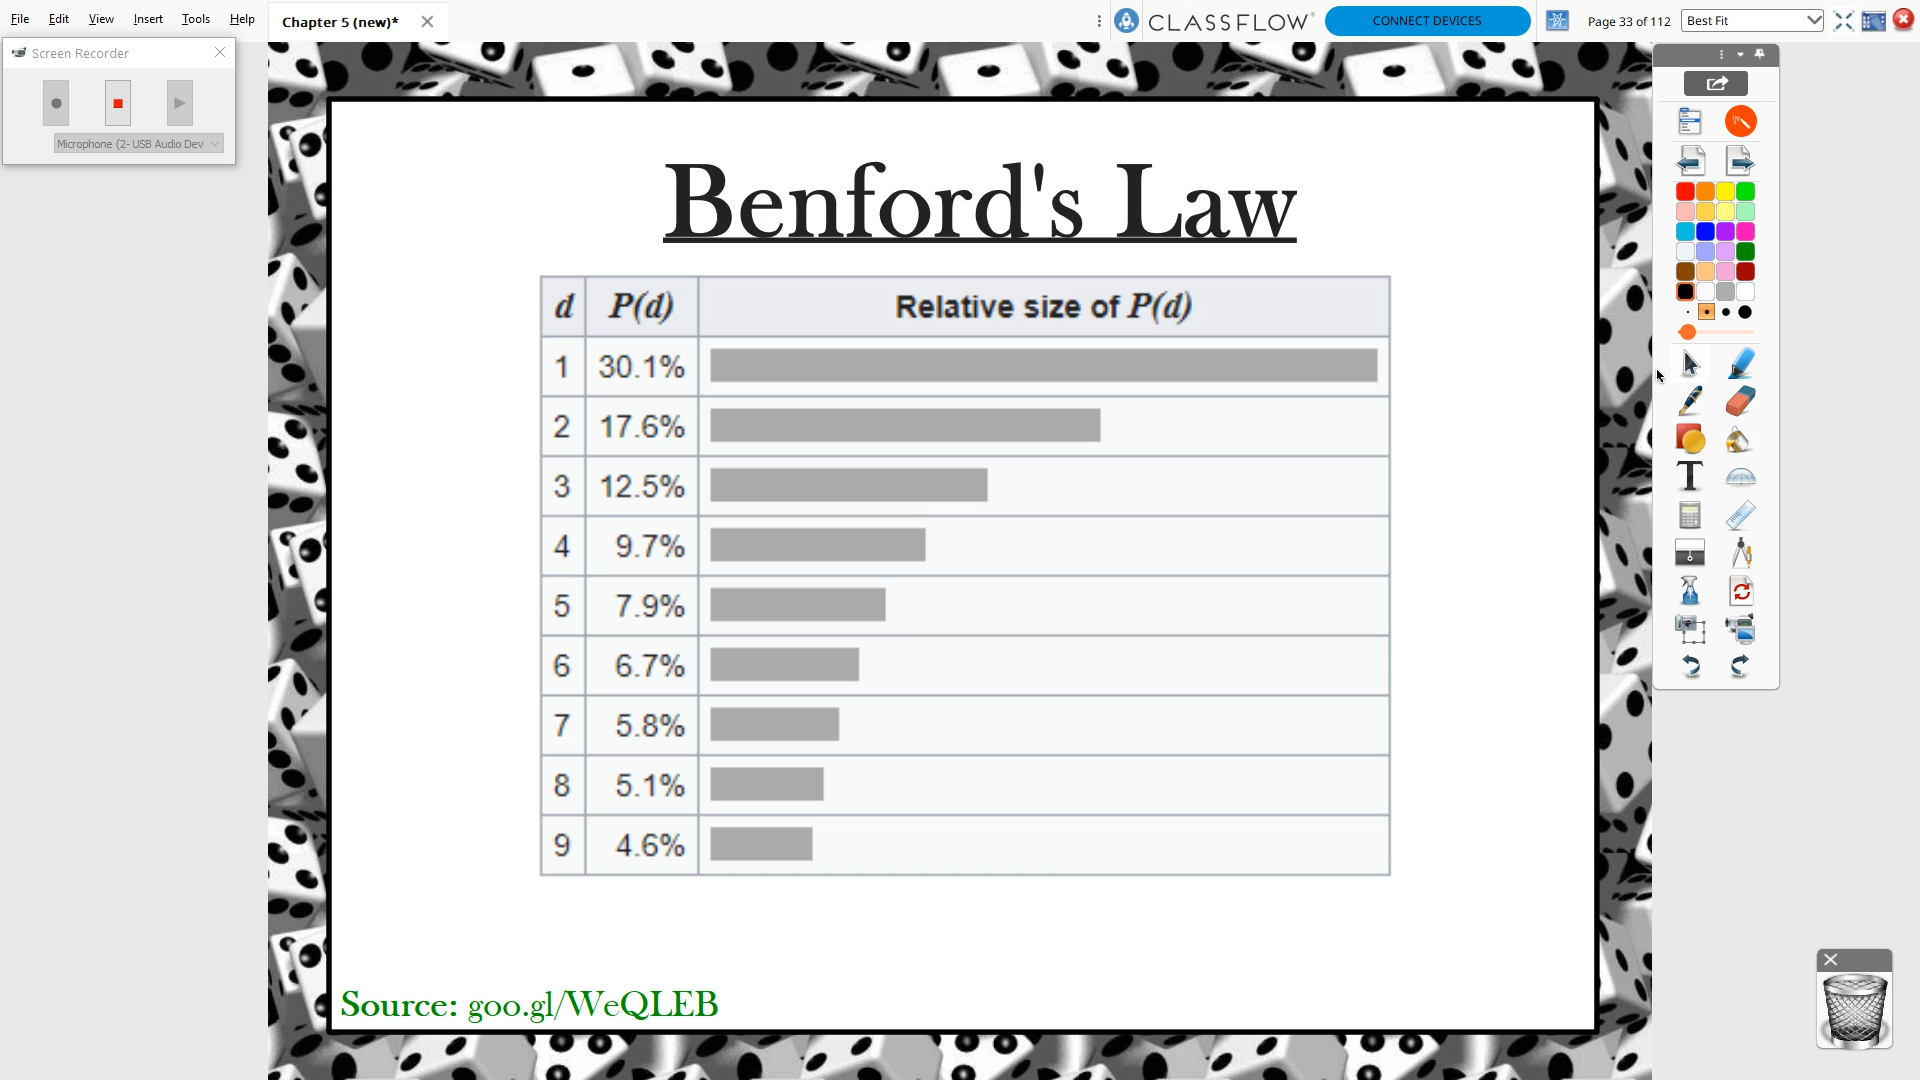 File Edit View Insert Tools Help
Chapter 5 (new)*
CLASSFLOW
CONNECT DEVICES
Page 33 of 112
Best Fit
Screen Recorder
Microphone (2- USB Audio Dev
Benford's Law
d P(d) Relative size of P(d)
1 30.1%
2 17.6%
3 12.5%
4 9.7%
5 7.9%
6 6.7%
7 5.8%
8 5.1%
9 4.6%
Source: goo.gl/WeQLEB